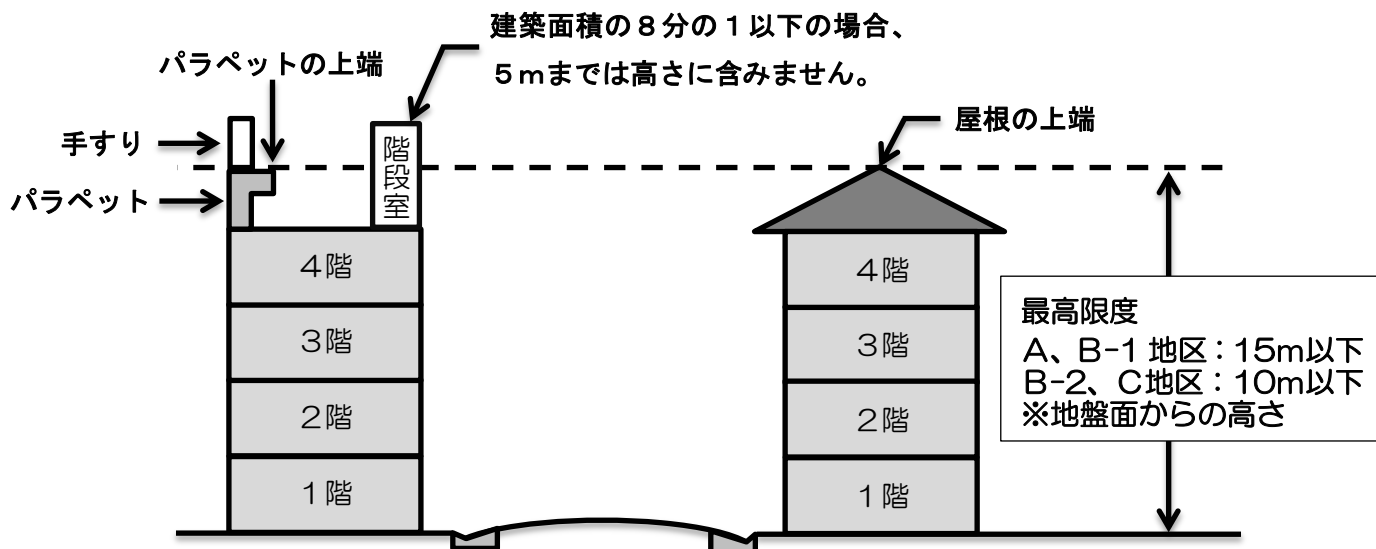 建築面積の８分の１以下の場合、
５ｍまでは高さに含みません。
パラペットの上端
屋根の上端
手すり
階段室
パラペット
４階
３階
２階
１階
４階
３階
２階
１階
最高限度
A、B-1 地区：15m以下
B-2、C地区：10m以下
※地盤面からの高さ